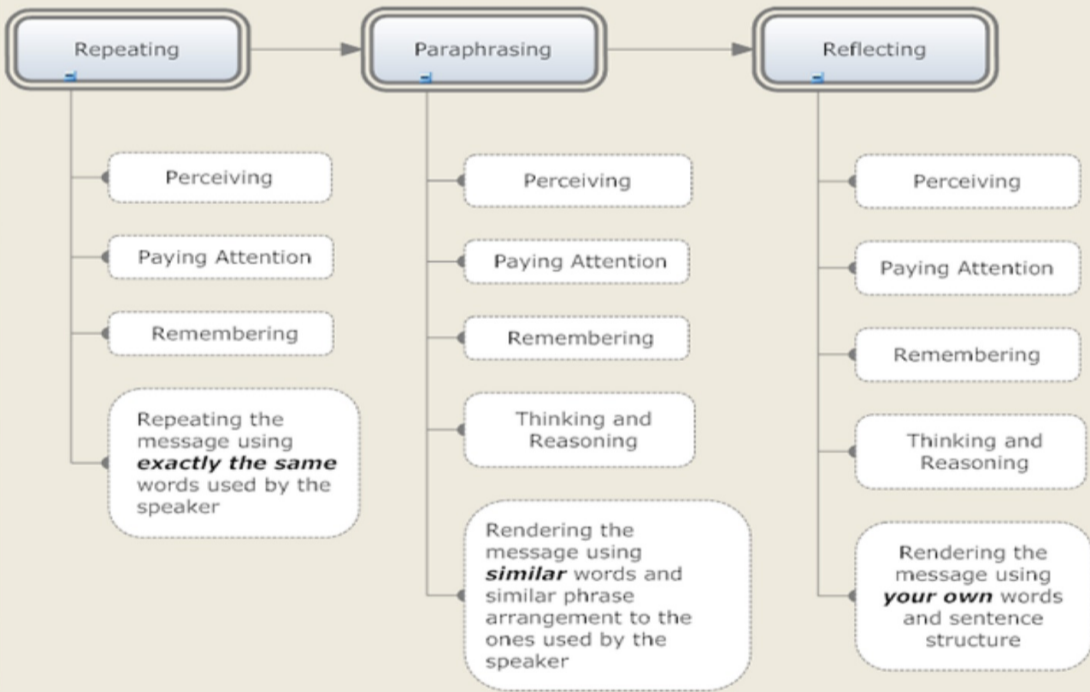 Repeating
Paraphrasing
Reflecting
Perceiving
Paying Attention
Remembering
Repeating the
message using
exactly the same
words used by the
speaker
Perceiving
Paying Attention
Remembering
Thinking and
Reasoning
Rendering the
message using
similar words and
similar phrase
arrangement to the
ones used by the
speaker
Perceiving
Paying Attention
Remembering
Thinking and
Reasoning
Rendering the
message using
your own words
and sentence
structure